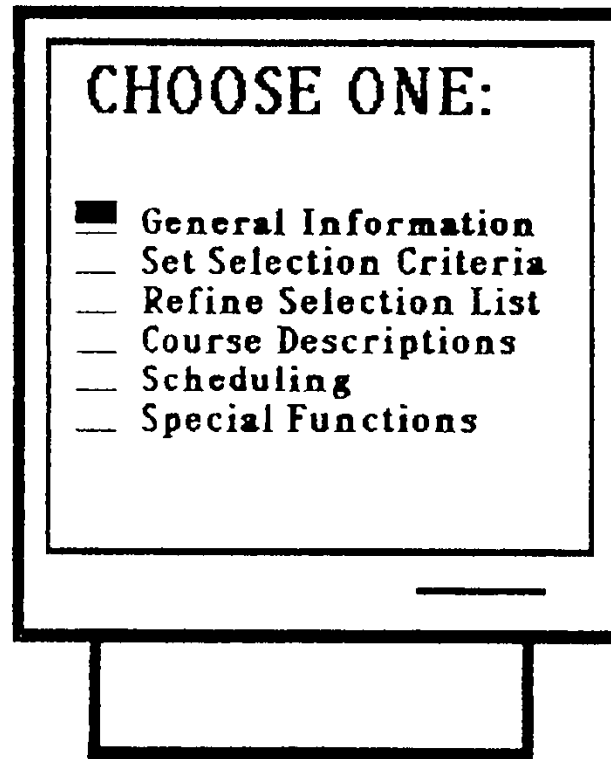 CHOOSE ONE:
General Information
Set Selection Criteria
Refine Selection List
Course Descriptions
Scheduling
Special Functions